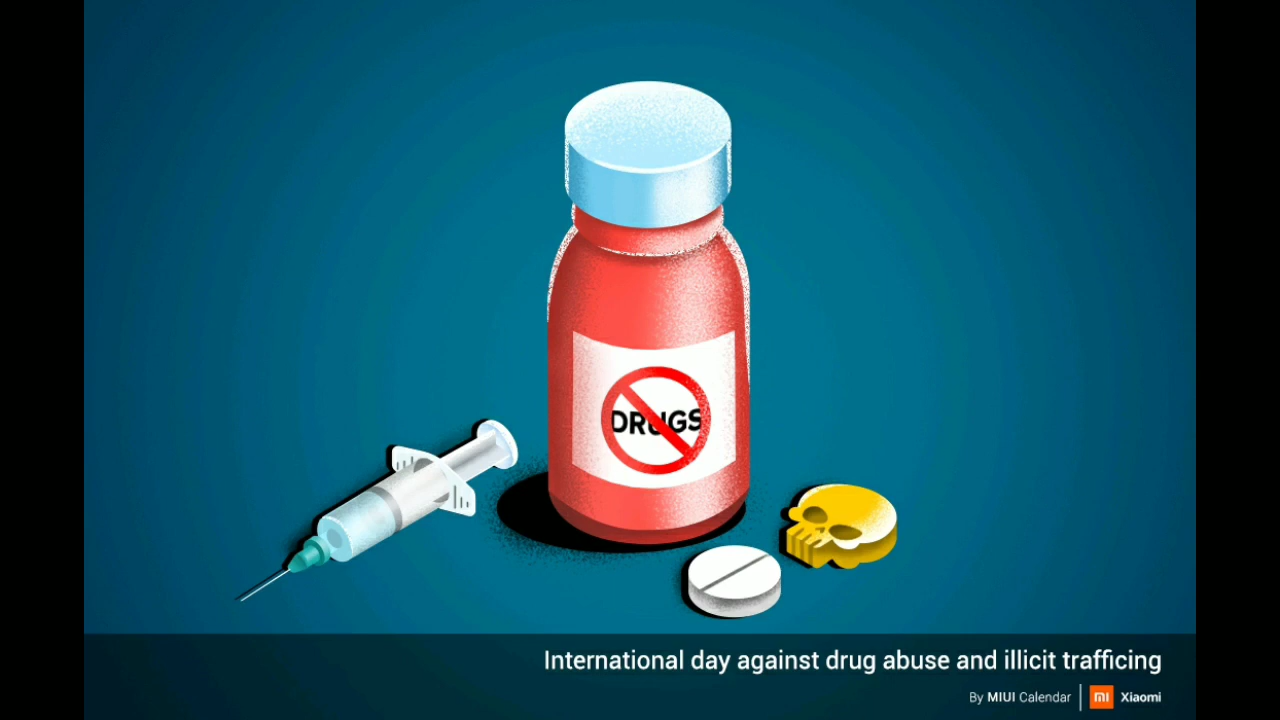 DRUGS
International day against drug abuse and illicit trafficing
By MIUI Calendar
mi Xiaomi